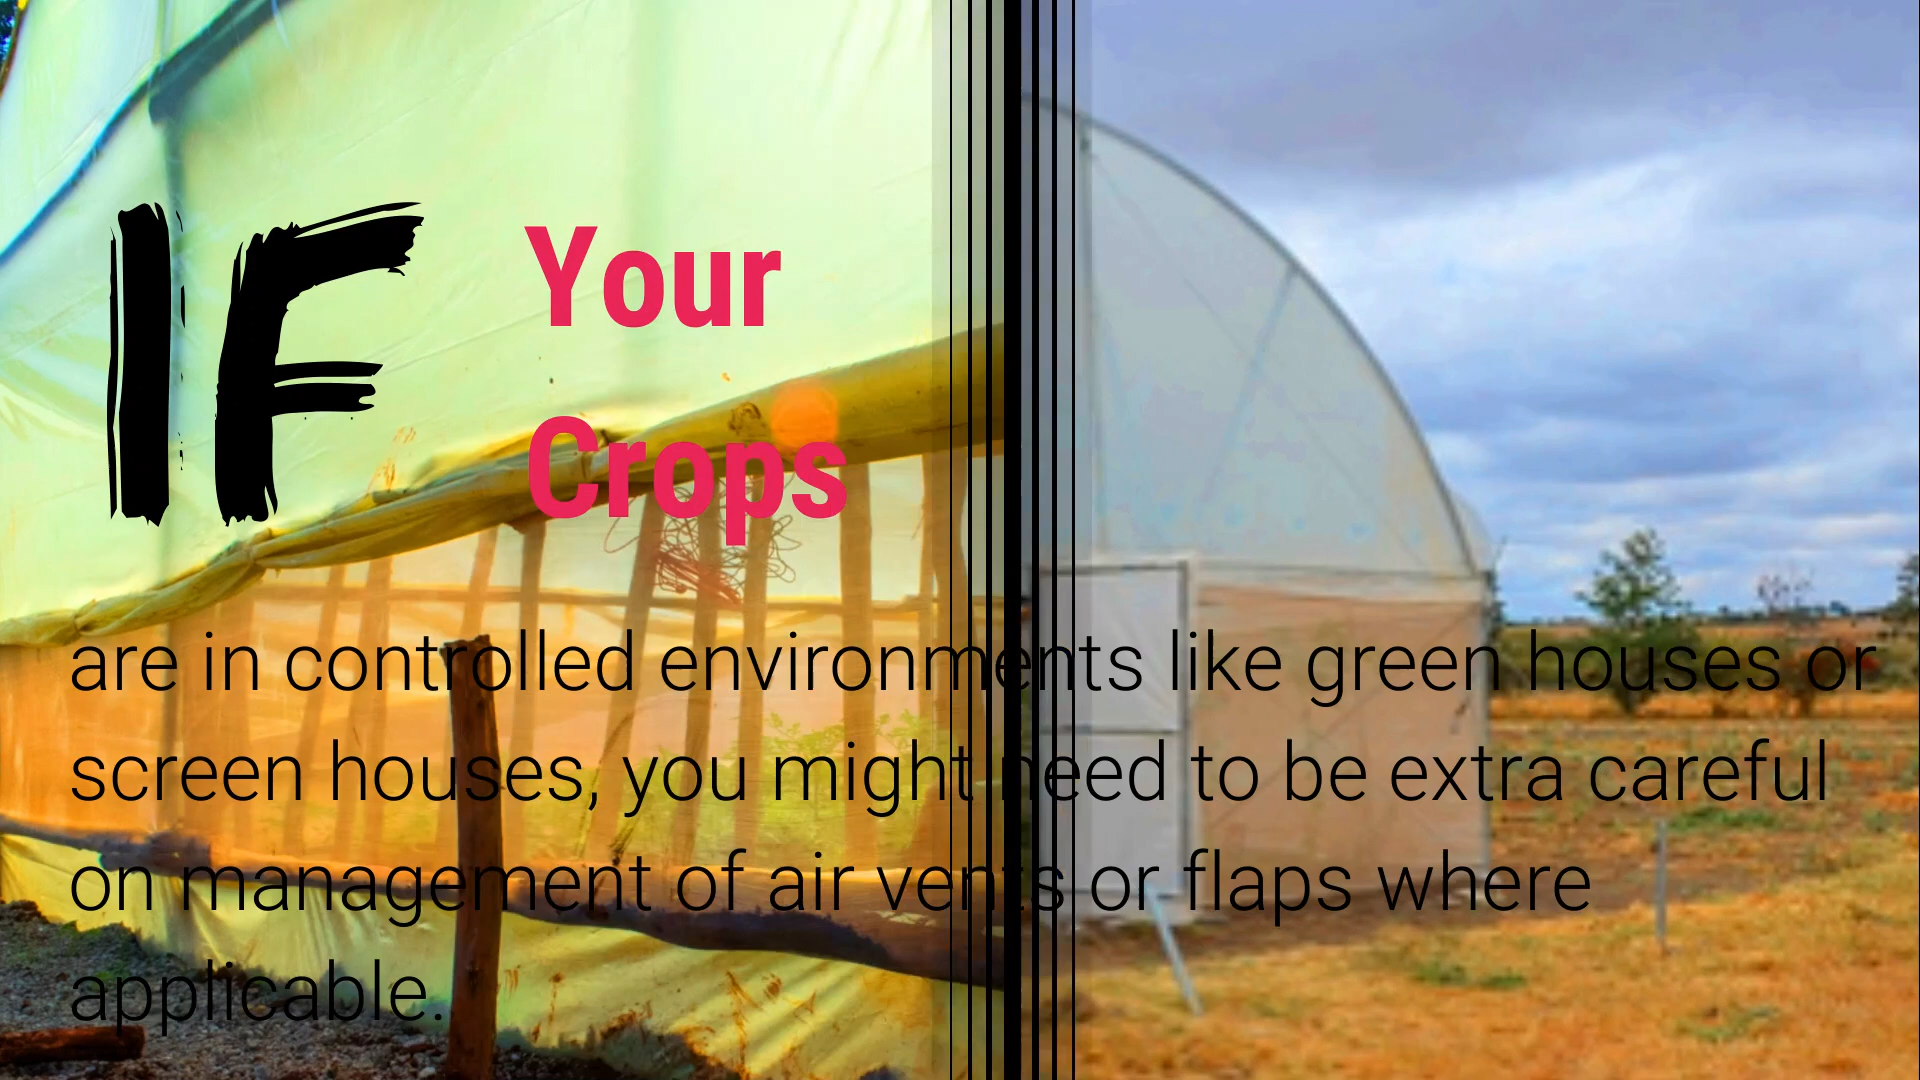 IF
Your
Crops
are in controlled environments like green houses or
screen houses, you might need to be extra careful
on management of air vents or flaps where
applicable.